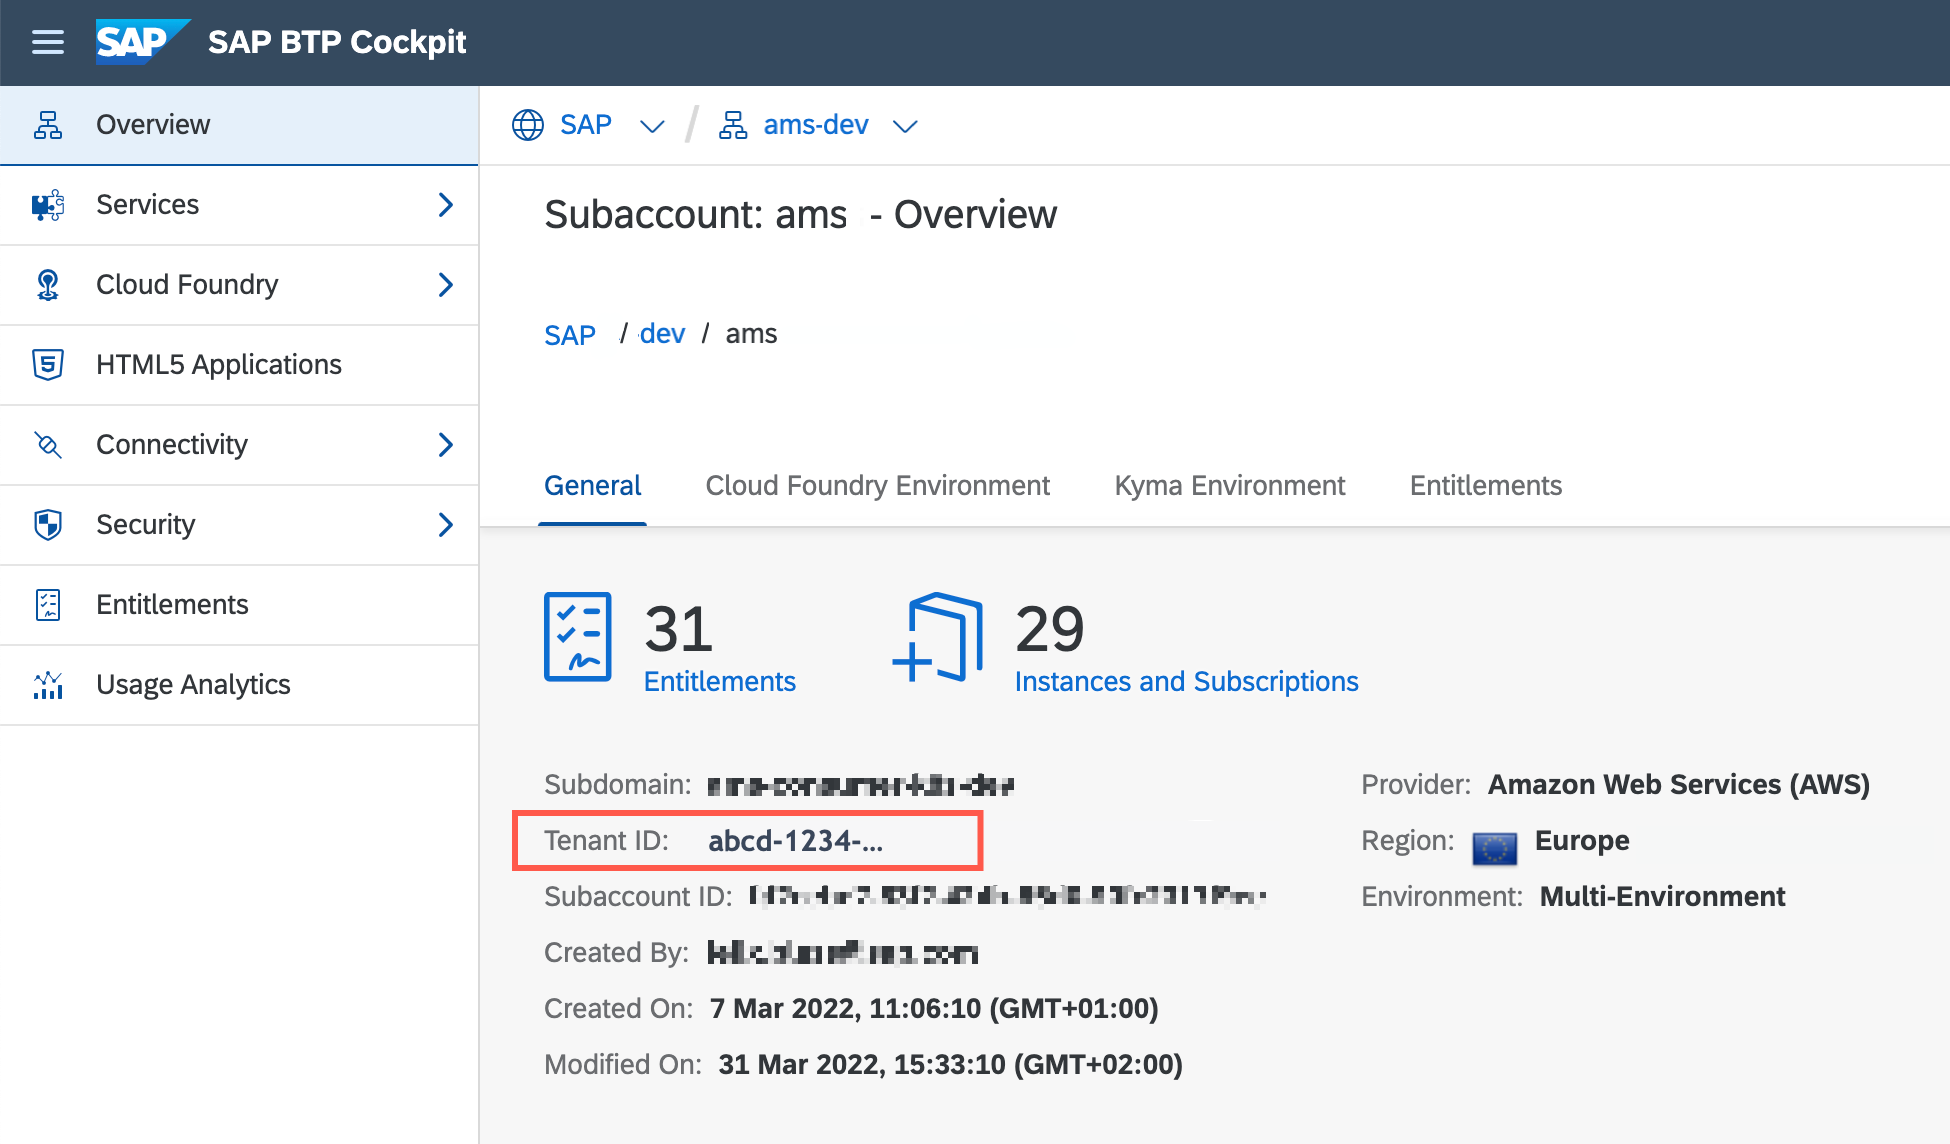 SAP SAP BTP Cockpit
Overview
Services
Cloud Foundry
HTML5 Applications
Connectivity
Security
Entitlements
Usage Analytics
SAP / ams-dev
Subaccount: ams - Overview
SAP / dev / ams
General Cloud Foundry Environment Kyma Environment Entitlements
31
Entitlements
29
Instances and Subscriptions
Subdomain:
Tenant ID: abcd-1234-...
Subaccount ID:
Created By:
Created On: 7 Mar 2022, 11:06:10 (GMT+01:00)
Modified On: 31 Mar 2022, 15:33:10 (GMT+02:00)
Provider: Amazon Web Services (AWS)
Region: Europe
Environment: Multi-Environment